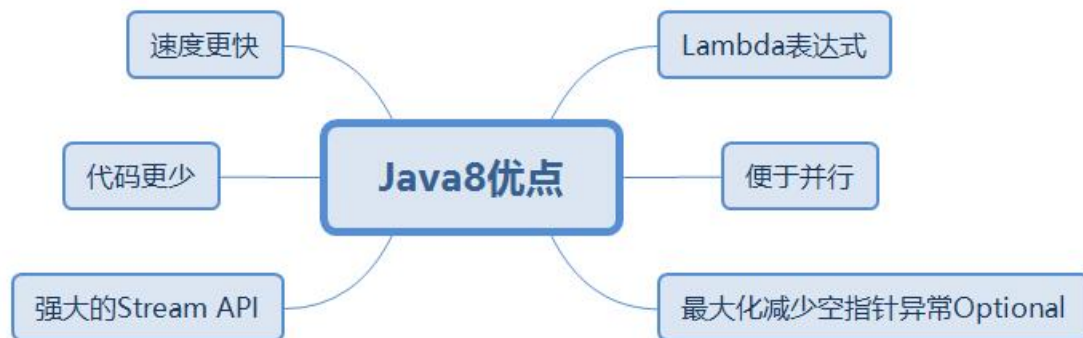 速度更快
Lambda表达式
代码更少
Java8优点
便于并行
强大的Stream API
最大化减少空指针异常Optional